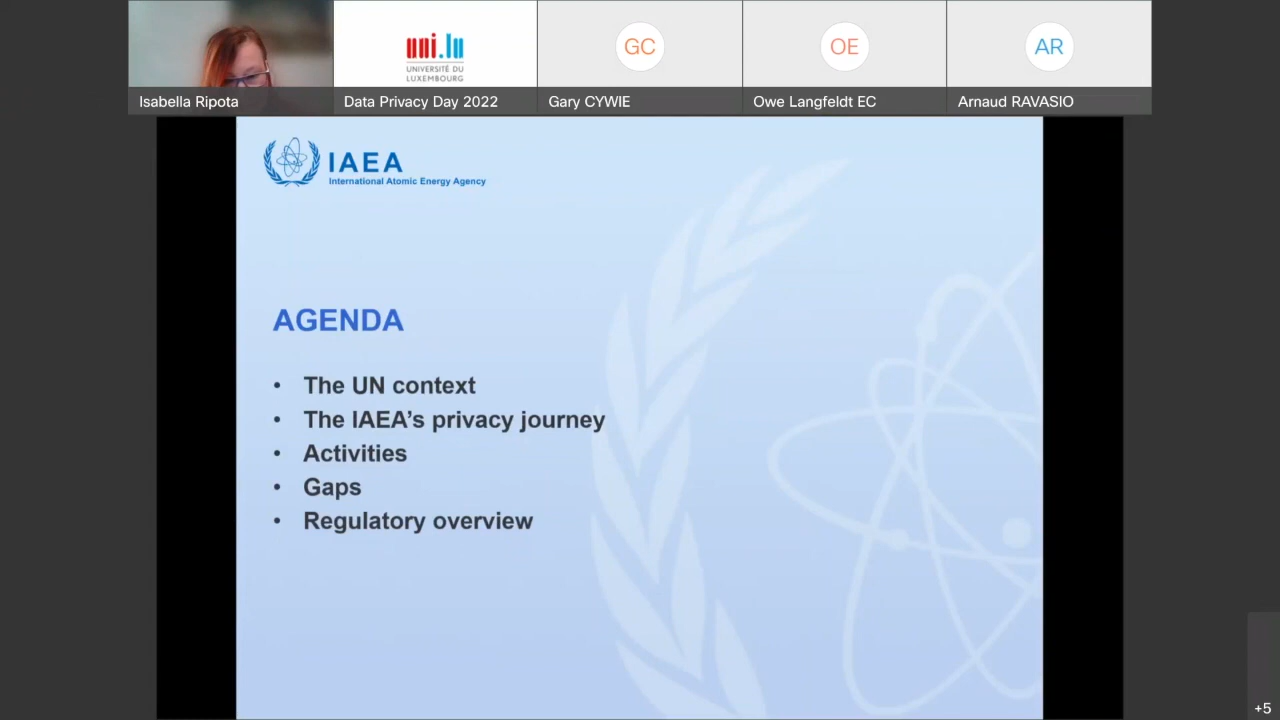 uni.lu
UNIVERSITÉ DU
LUXEMBOURG
GC
OE
AR
Isabella Ripota
Data Privacy Day 2022
Gary CYWIE
Owe Langfeldt EC
Arnaud RAVASIO
IAEA
International Atomic Energy Agency
AGENDA
• The UN context
• The IAEA's privacy journey
• Activities
• Gaps
• Regulatory overview
+5